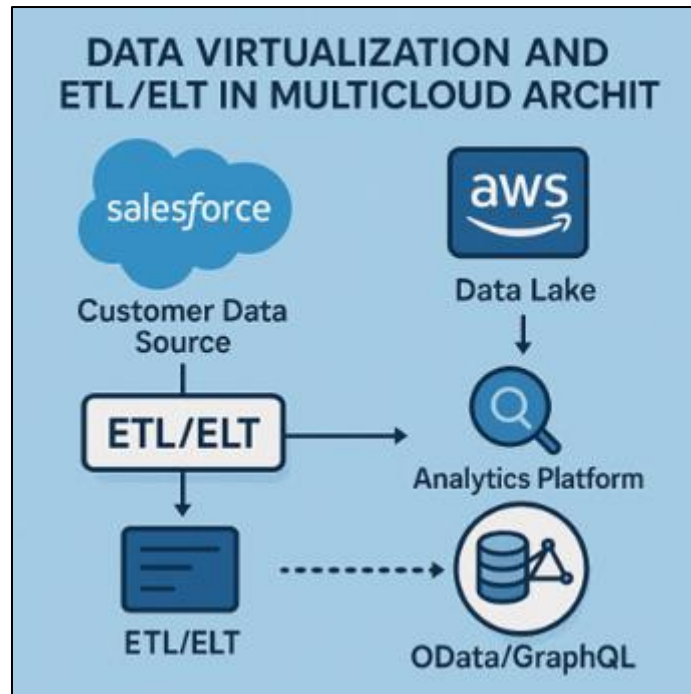 DATA VIRTUALIZATION AND
ETL/ELT IN MULTICLOUD ARCHIT
salesforce
Customer Data
Source
aws
Data Lake
ETL/ELT
Analytics Platform
ETL/ELT
OData/GraphQL